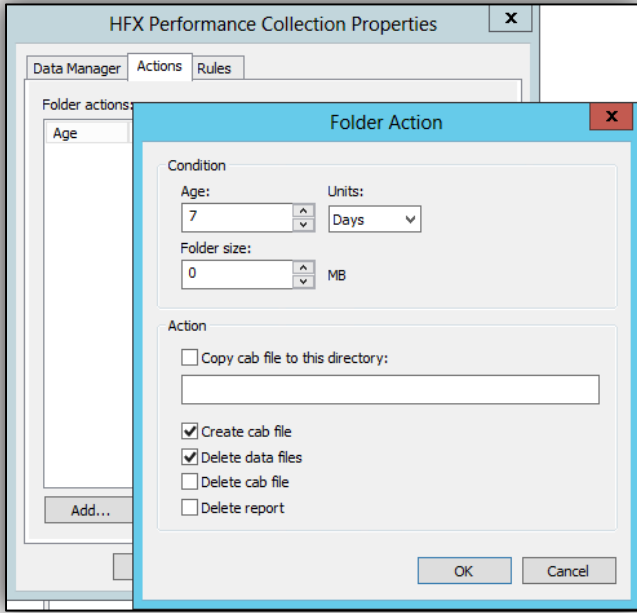 HFX Performance Collection Properties
x
Data Manager
Actions
Rules
Folder actions:
Age
Folder Action
x
Condition
Age:
Units:
7
Days
Folder size:
0
MB
Action
Copy cab file to this directory:
Create cab file
Delete data files
Delete cab file
Delete report
Add...
OK
Cancel